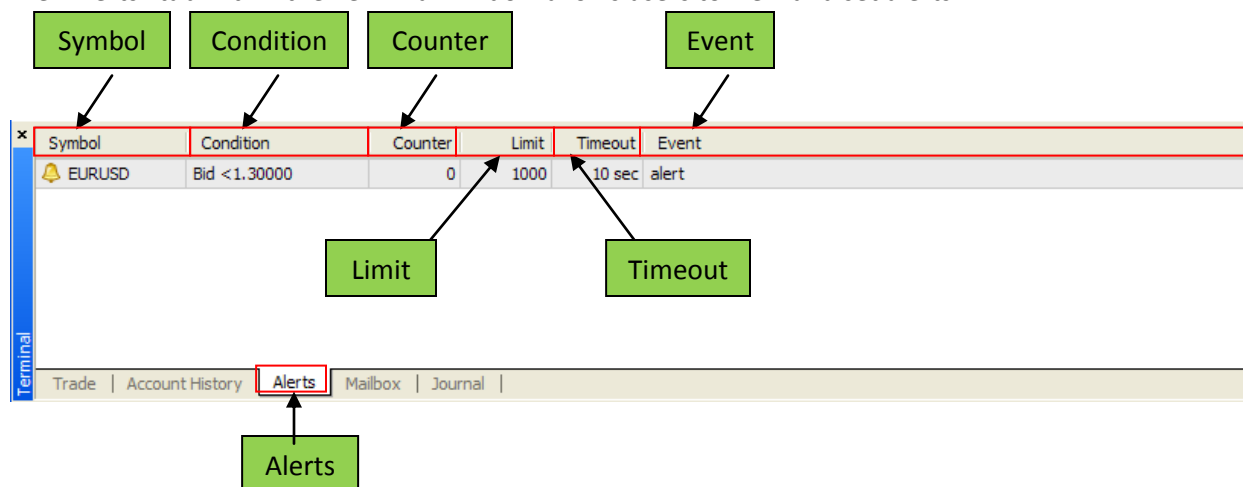 Symbol Condition Counter Event
Symbol Condition Counter Limit Timeout Event
EURUSD Bid <1.30000 0 1000 10 sec alert
Limit Timeout
Terminal
Trade | Account History Alerts Mailbox | Journal |
Alerts